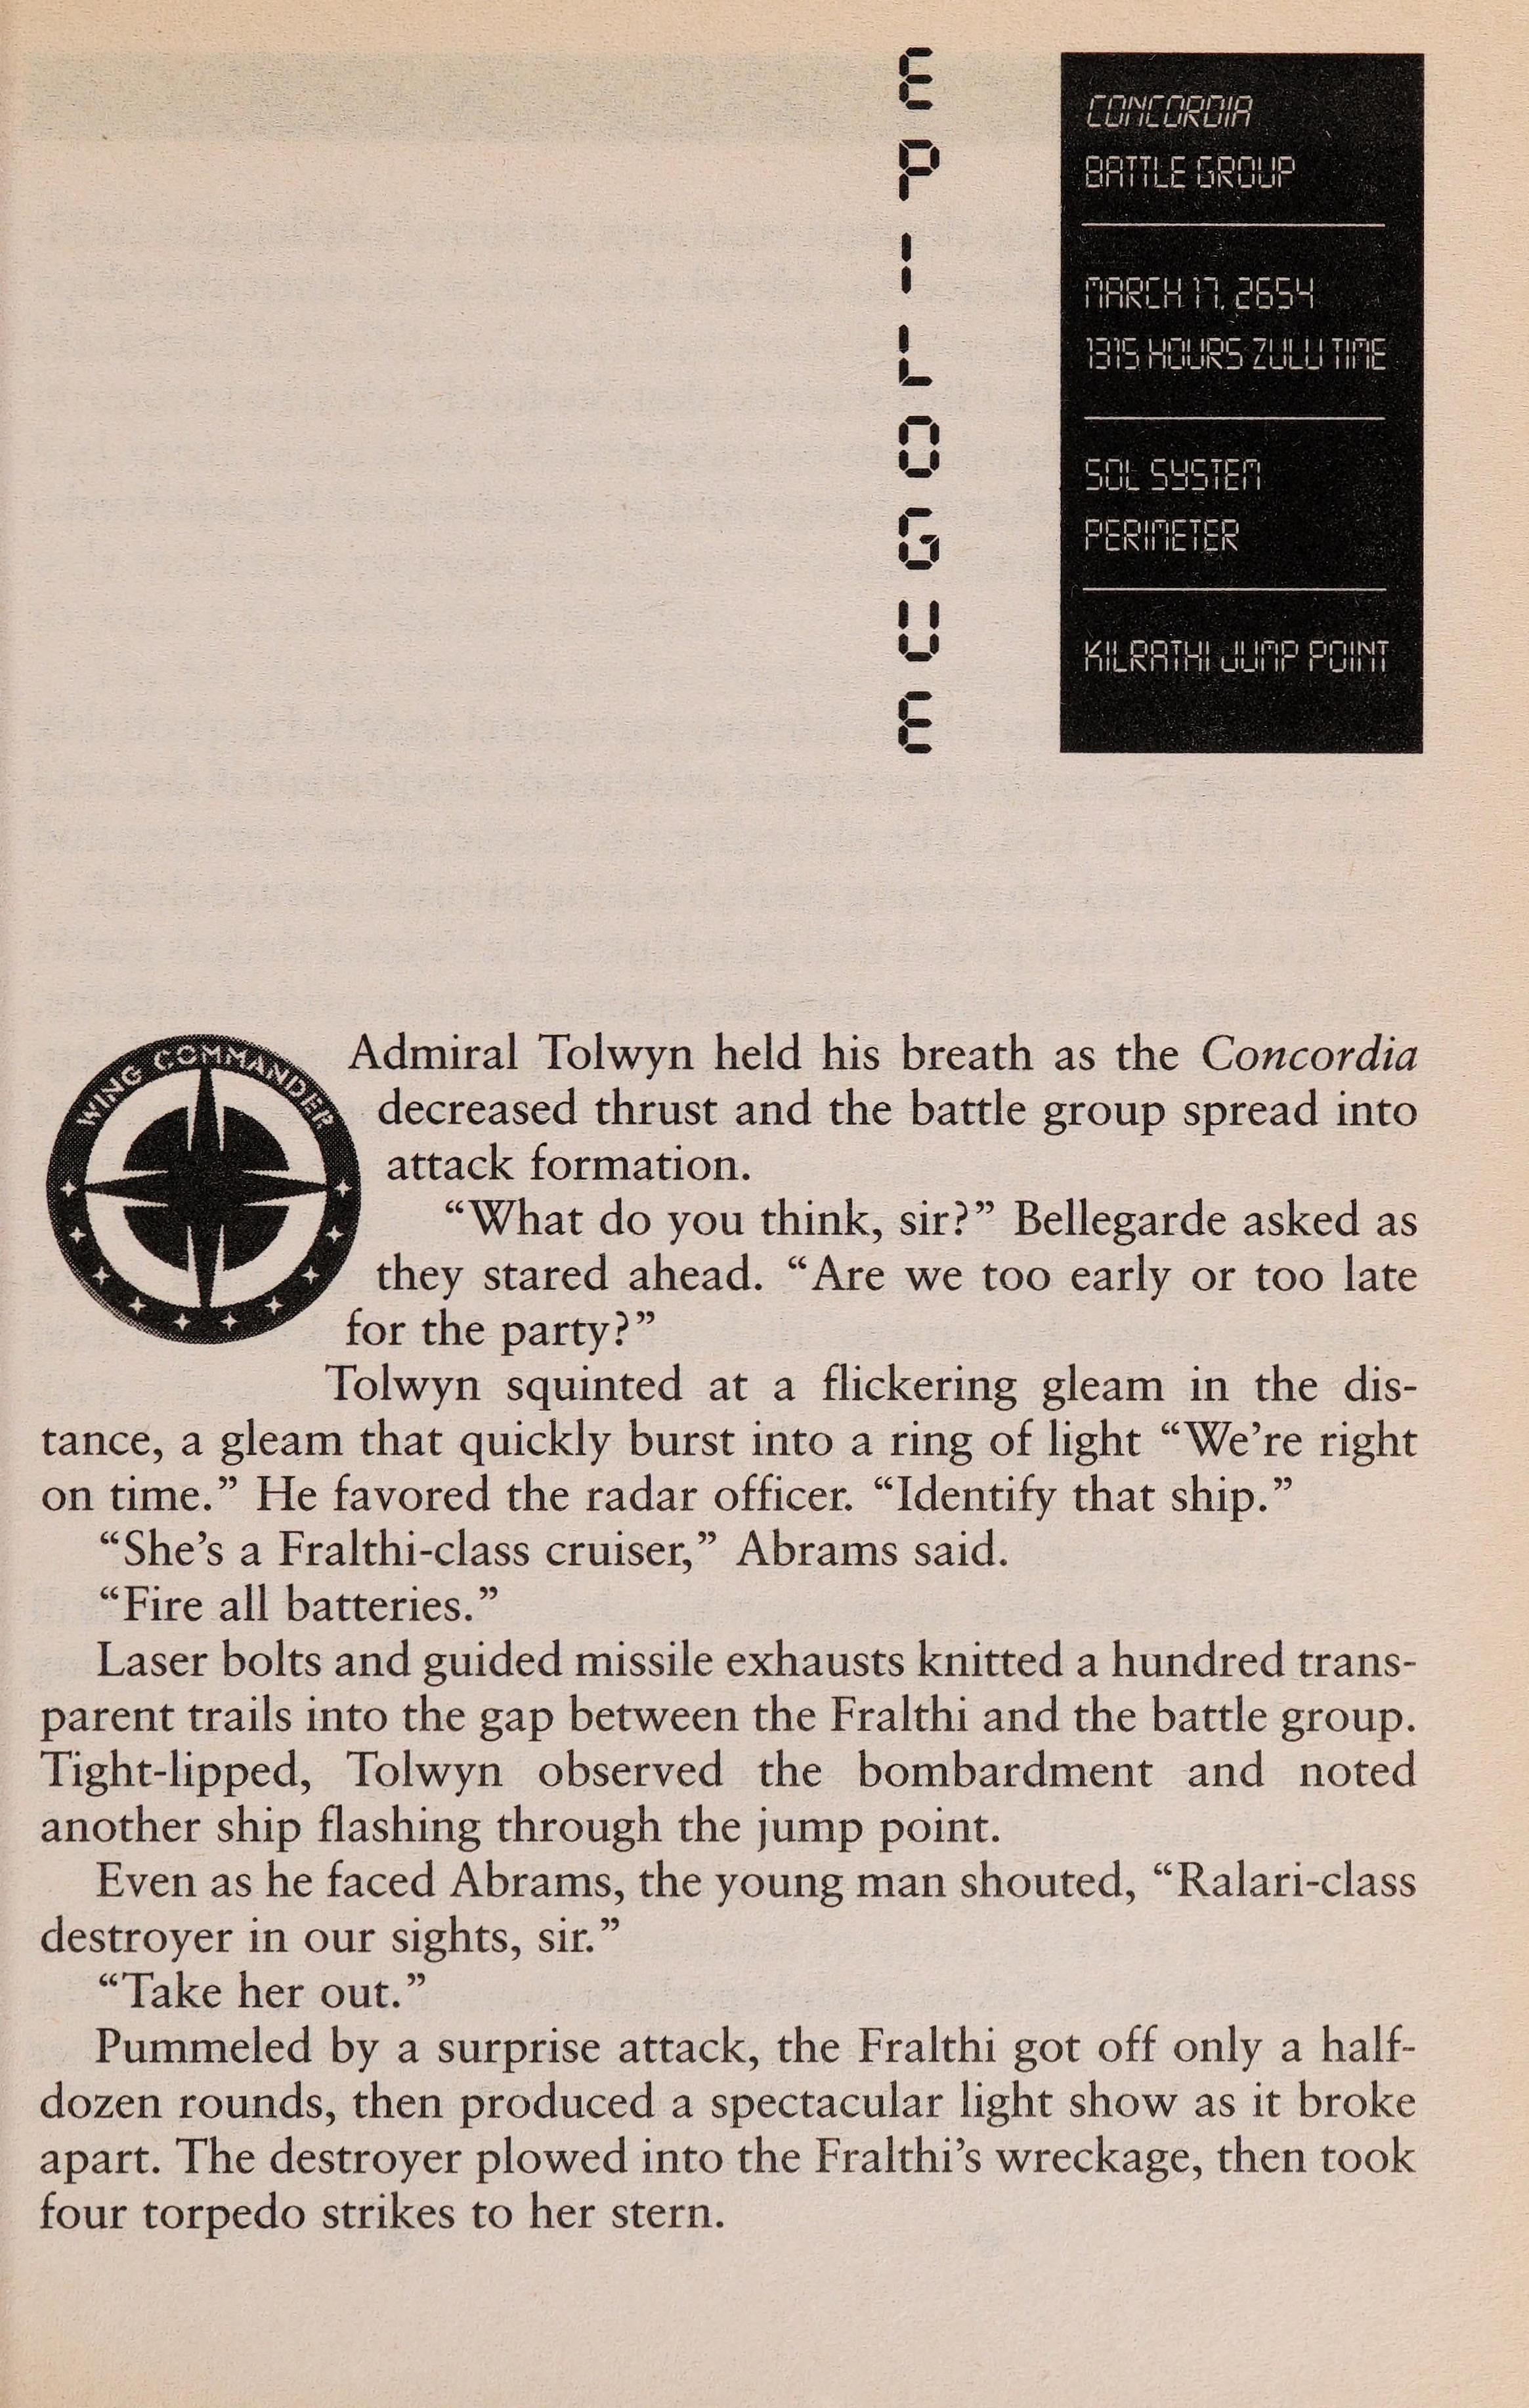 EPILOGUE
CONCORDIA
BATTLE GROUP
MARCH 17, 2654
1315 HOURS ZULU TIME
SOL SYSTEM
PERIMETER
KILRATHI JUMP POINT
WING COMMANDER
Admiral Tolwyn held his breath as the Concordia
decreased thrust and the battle group spread into
attack formation.
“What do you think, sir?” Bellegarde asked as
they stared ahead. “Are we too early or too late
for the party?”
Tolwyn squinted at a flickering gleam in the dis-
tance, a gleam that quickly burst into a ring of light “We’re right
on time.” He favored the radar officer. “Identify that ship.”
“She’s a Fralthi-class cruiser,” Abrams said.
“Fire all batteries.”
Laser bolts and guided missile exhausts knitted a hundred trans-
parent trails into the gap between the Fralthi and the battle group.
Tight-lipped, Tolwyn observed the bombardment and noted
another ship flashing through the jump point.
Even as he faced Abrams, the young man shouted, “Ralari-class
destroyer in our sights, sir.”
“Take her out.”
Pummeled by a surprise attack, the Fralthi got off only a half-
dozen rounds, then produced a spectacular light show as it broke
apart. The destroyer plowed into the Fralthi’s wreckage, then took
four torpedo strikes to her stern.